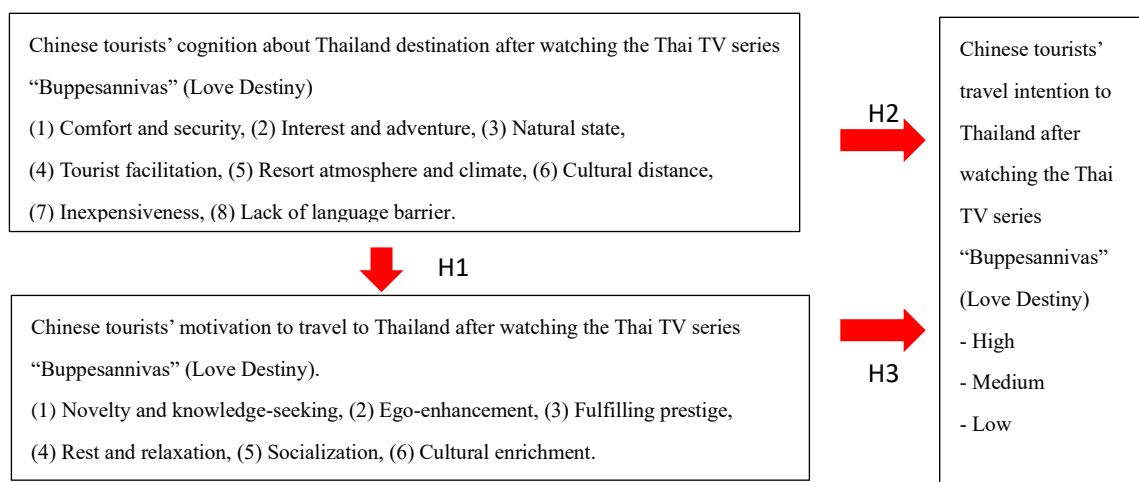 Chinese tourists’ cognition about Thailand destination after watching the Thai TV series
“Buppesannivas” (Love Destiny)
(1) Comfort and security, (2) Interest and adventure, (3) Natural state,
(4) Tourist facilitation, (5) Resort atmosphere and climate, (6) Cultural distance,
(7) Inexpensiveness, (8) Lack of language barrier.
H1
Chinese tourists’ motivation to travel to Thailand after watching the Thai TV series
“Buppesannivas” (Love Destiny).
(1) Novelty and knowledge-seeking, (2) Ego-enhancement, (3) Fulfilling prestige,
(4) Rest and relaxation, (5) Socialization, (6) Cultural enrichment.
H2
H3
Chinese tourists’
travel intention to
Thailand after
watching the Thai
TV series
“Buppesannivas”
(Love Destiny)
- High
- Medium
- Low